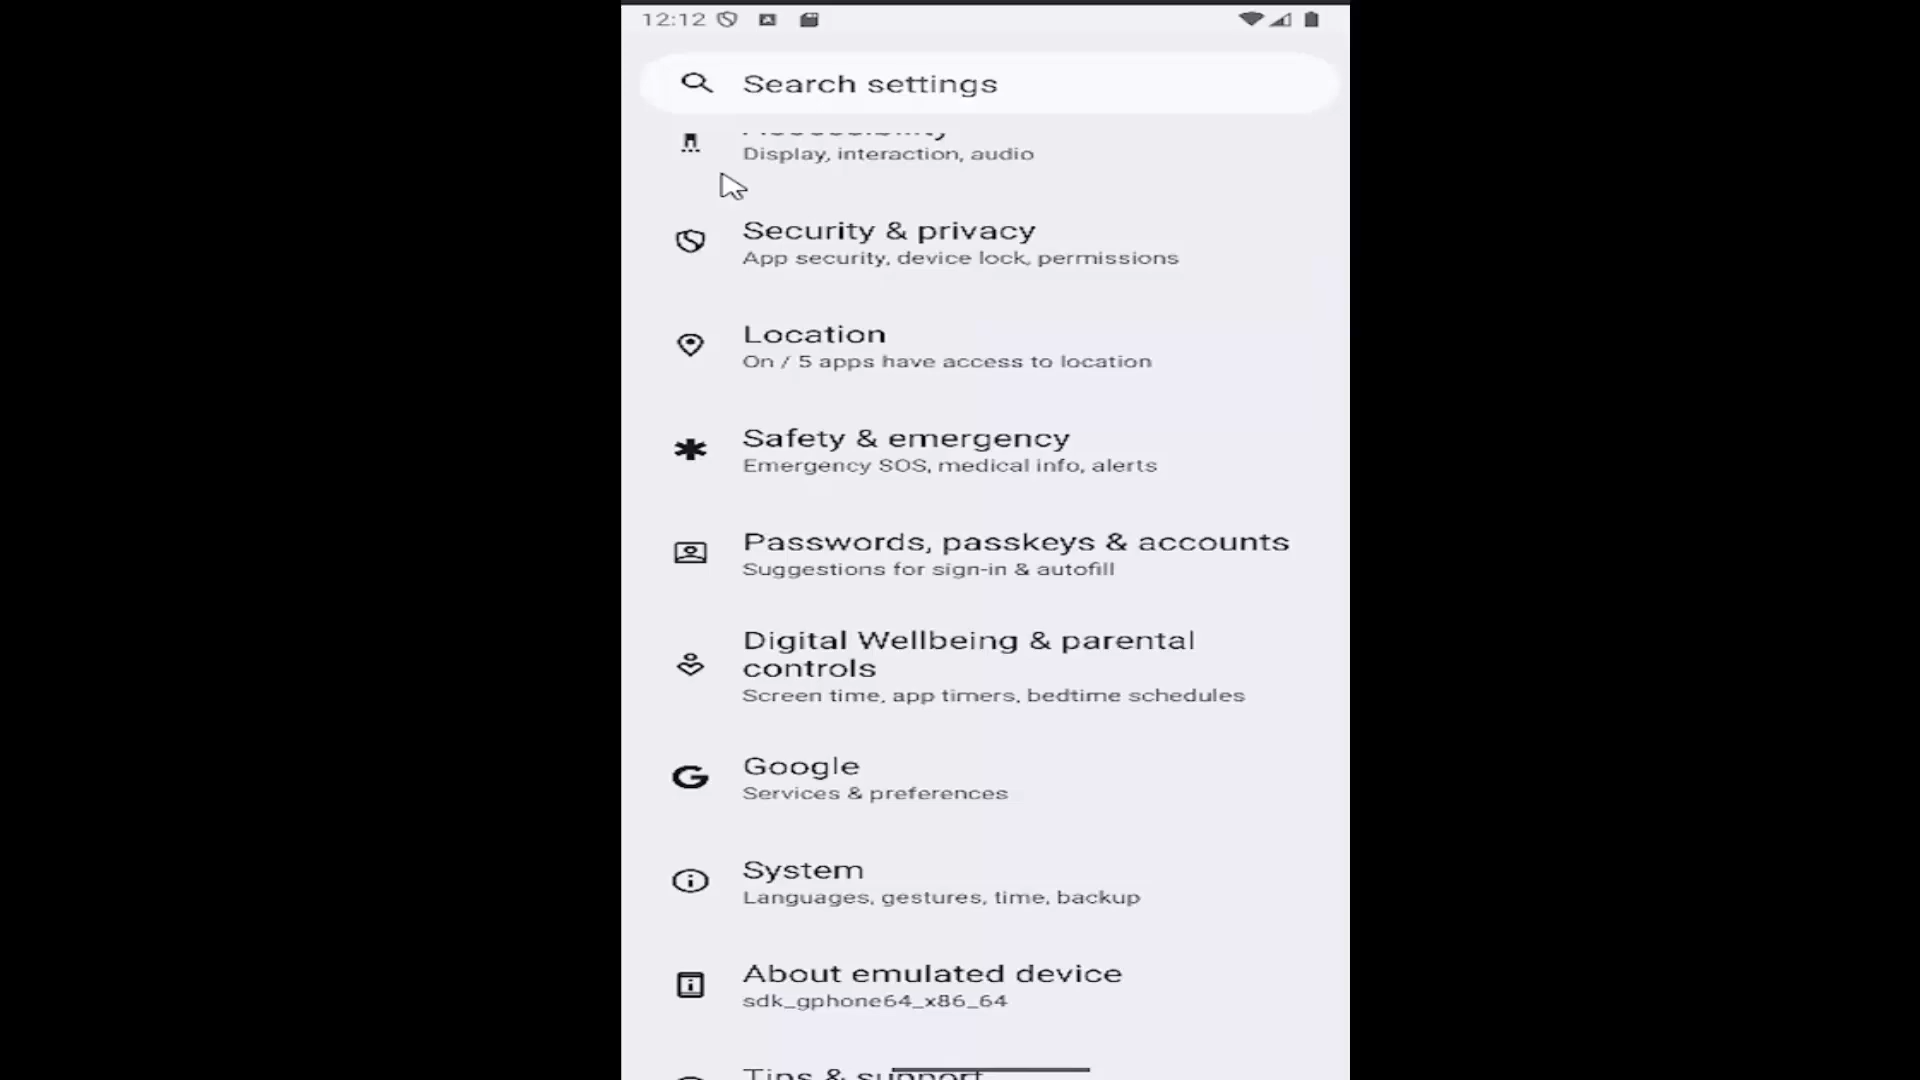 12:12
Search settings
Accessibility
Display, interaction, audio
Security & privacy
App security, device lock, permissions
Location
On / 5 apps have access to location
Safety & emergency
Emergency SOS, medical info, alerts
Passwords, passkeys & accounts
Suggestions for sign-in & autofill
Digital Wellbeing & parental
controls
Screen time, app timers, bedtime schedules
Google
Services & preferences
System
Languages, gestures, time, backup
About emulated device
sdk_gphone64_x86_64
Tips & support